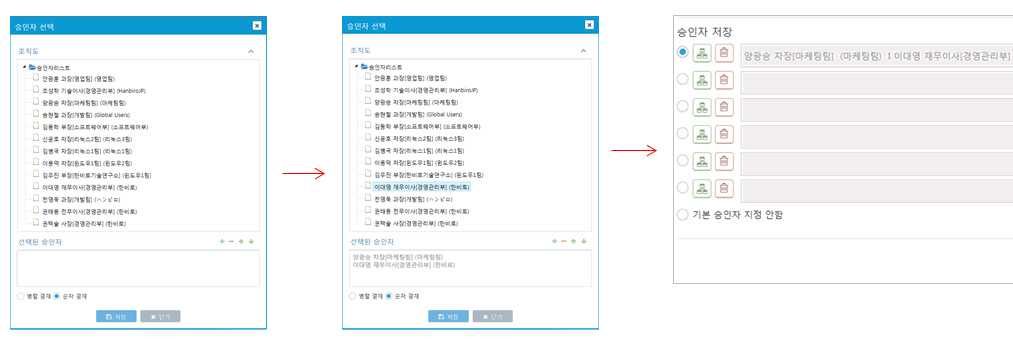 승인자 선택
조직도
승인자리스트
안광훈 과장[영업팀] (영업팀)
조성학 기술이사[경영관리부] (HanbiroJP)
양광승 차장[마케팅팀] (마케팅팀)
송현철 과장[개발팀] (Global Users)
김동학 부장[소프트웨어부] (소프트웨어부)
신윤호 차장[리눅스2팀] (리눅스3팀)
김병국 차장[리눅스1팀] (리눅스1팀)
이용덕 차장[윈도우1팀] (윈도우2팀)
김우진 부장[한비로기술연구소] (윈도우1팀)
이대영 재무이사[경영관리부] (한비로)
전영욱 과장[개발팀] (ハンビロ)
권태용 전무이사[경영관리부] (한비로)
권택술 사장[경영관리부] (한비로)
선택된 승인자
병렬 결재 순차 결재
저장 닫기
승인자 선택
조직도
승인자리스트
안광훈 과장[영업팀] (영업팀)
조성학 기술이사[경영관리부] (HanbiroJP)
양광승 차장[마케팅팀] (마케팅팀)
송현철 과장[개발팀] (Global Users)
김동학 부장[소프트웨어부] (소프트웨어부)
신윤호 차장[리눅스2팀] (리눅스3팀)
김병국 차장[리눅스1팀] (리눅스1팀)
이용덕 차장[윈도우1팀] (윈도우2팀)
김우진 부장[한비로기술연구소] (윈도우1팀)
이대영 재무이사[경영관리부] (한비로)
전영욱 과장[개발팀] (ハンビロ)
권태용 전무이사[경영관리부] (한비로)
권택술 사장[경영관리부] (한비로)
선택된 승인자
양광승 차장[마케팅팀] (마케팅팀)
이대영 재무이사[경영관리부] (한비로)
병렬 결재 순차 결재
저장 닫기
승인자 저장
양광승 차장[마케팅팀] (마케팅팀) I 이대영 재무이사[경영관리부]
기본 승인자 지정 안함